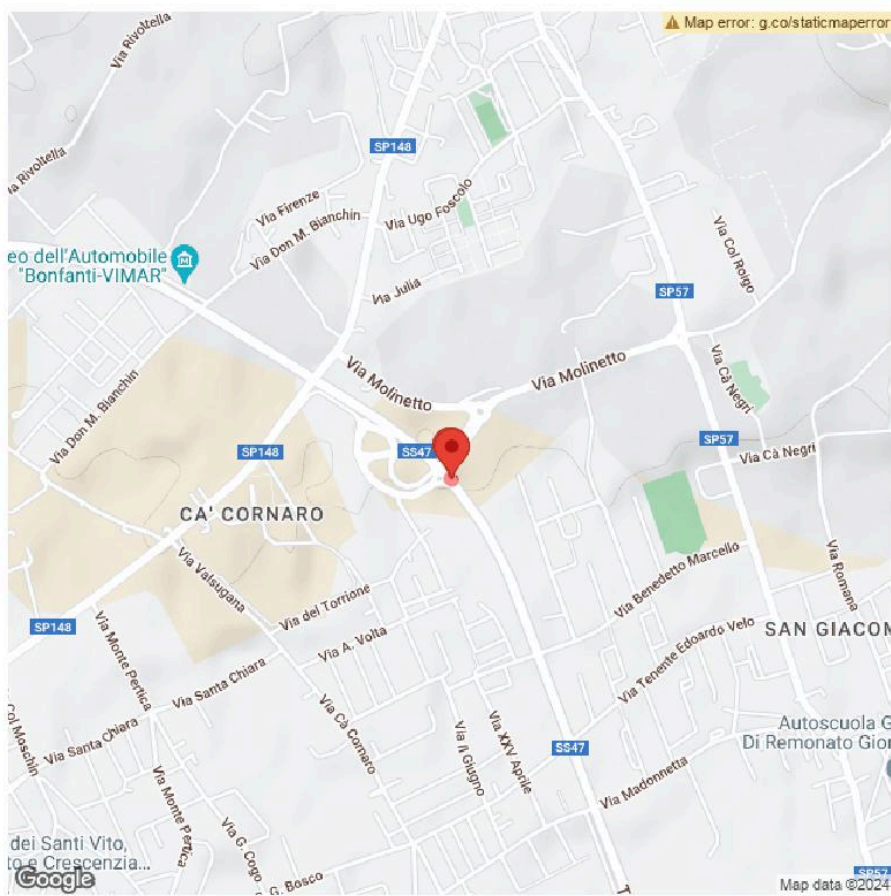 Map error: g.co/staticmaperror
Via Rivoltella
SP148
Via Rivoltella
Via Firenze
Via Ugo Foscolo
Via Don M. Bianchin
Via Col Roigo
eo dell'Automobile
"Bonfanti-VIMAR"
Via Julia
SP57
Via Molinetto
Via Molinetto
Via Cà Negri
Via Don M. Bianchin
SP148
SS47
SP57
Via Cà Negri
CA' CORNARO
Via Valsugana
Via Benedetto Marcello
Via Romana
Via del Torrione
SP148
Via Monte Pertica
Via A. Volta
Via Tenente Edoardo Velo
SAN GIACOM
Via Santa Chiara
Col Moschin
Via Santa Chiara
Via Cà Cornaro
Via XXV Aprile
Autoscuola G
Di Remonato Gior
SS47
Via Monte Pertica
Via Madonnetta
Via G. Cogo
dei Santi Vito,
to e Crescenzia...
G. Bosco
SP57
Google
Map data ©2024